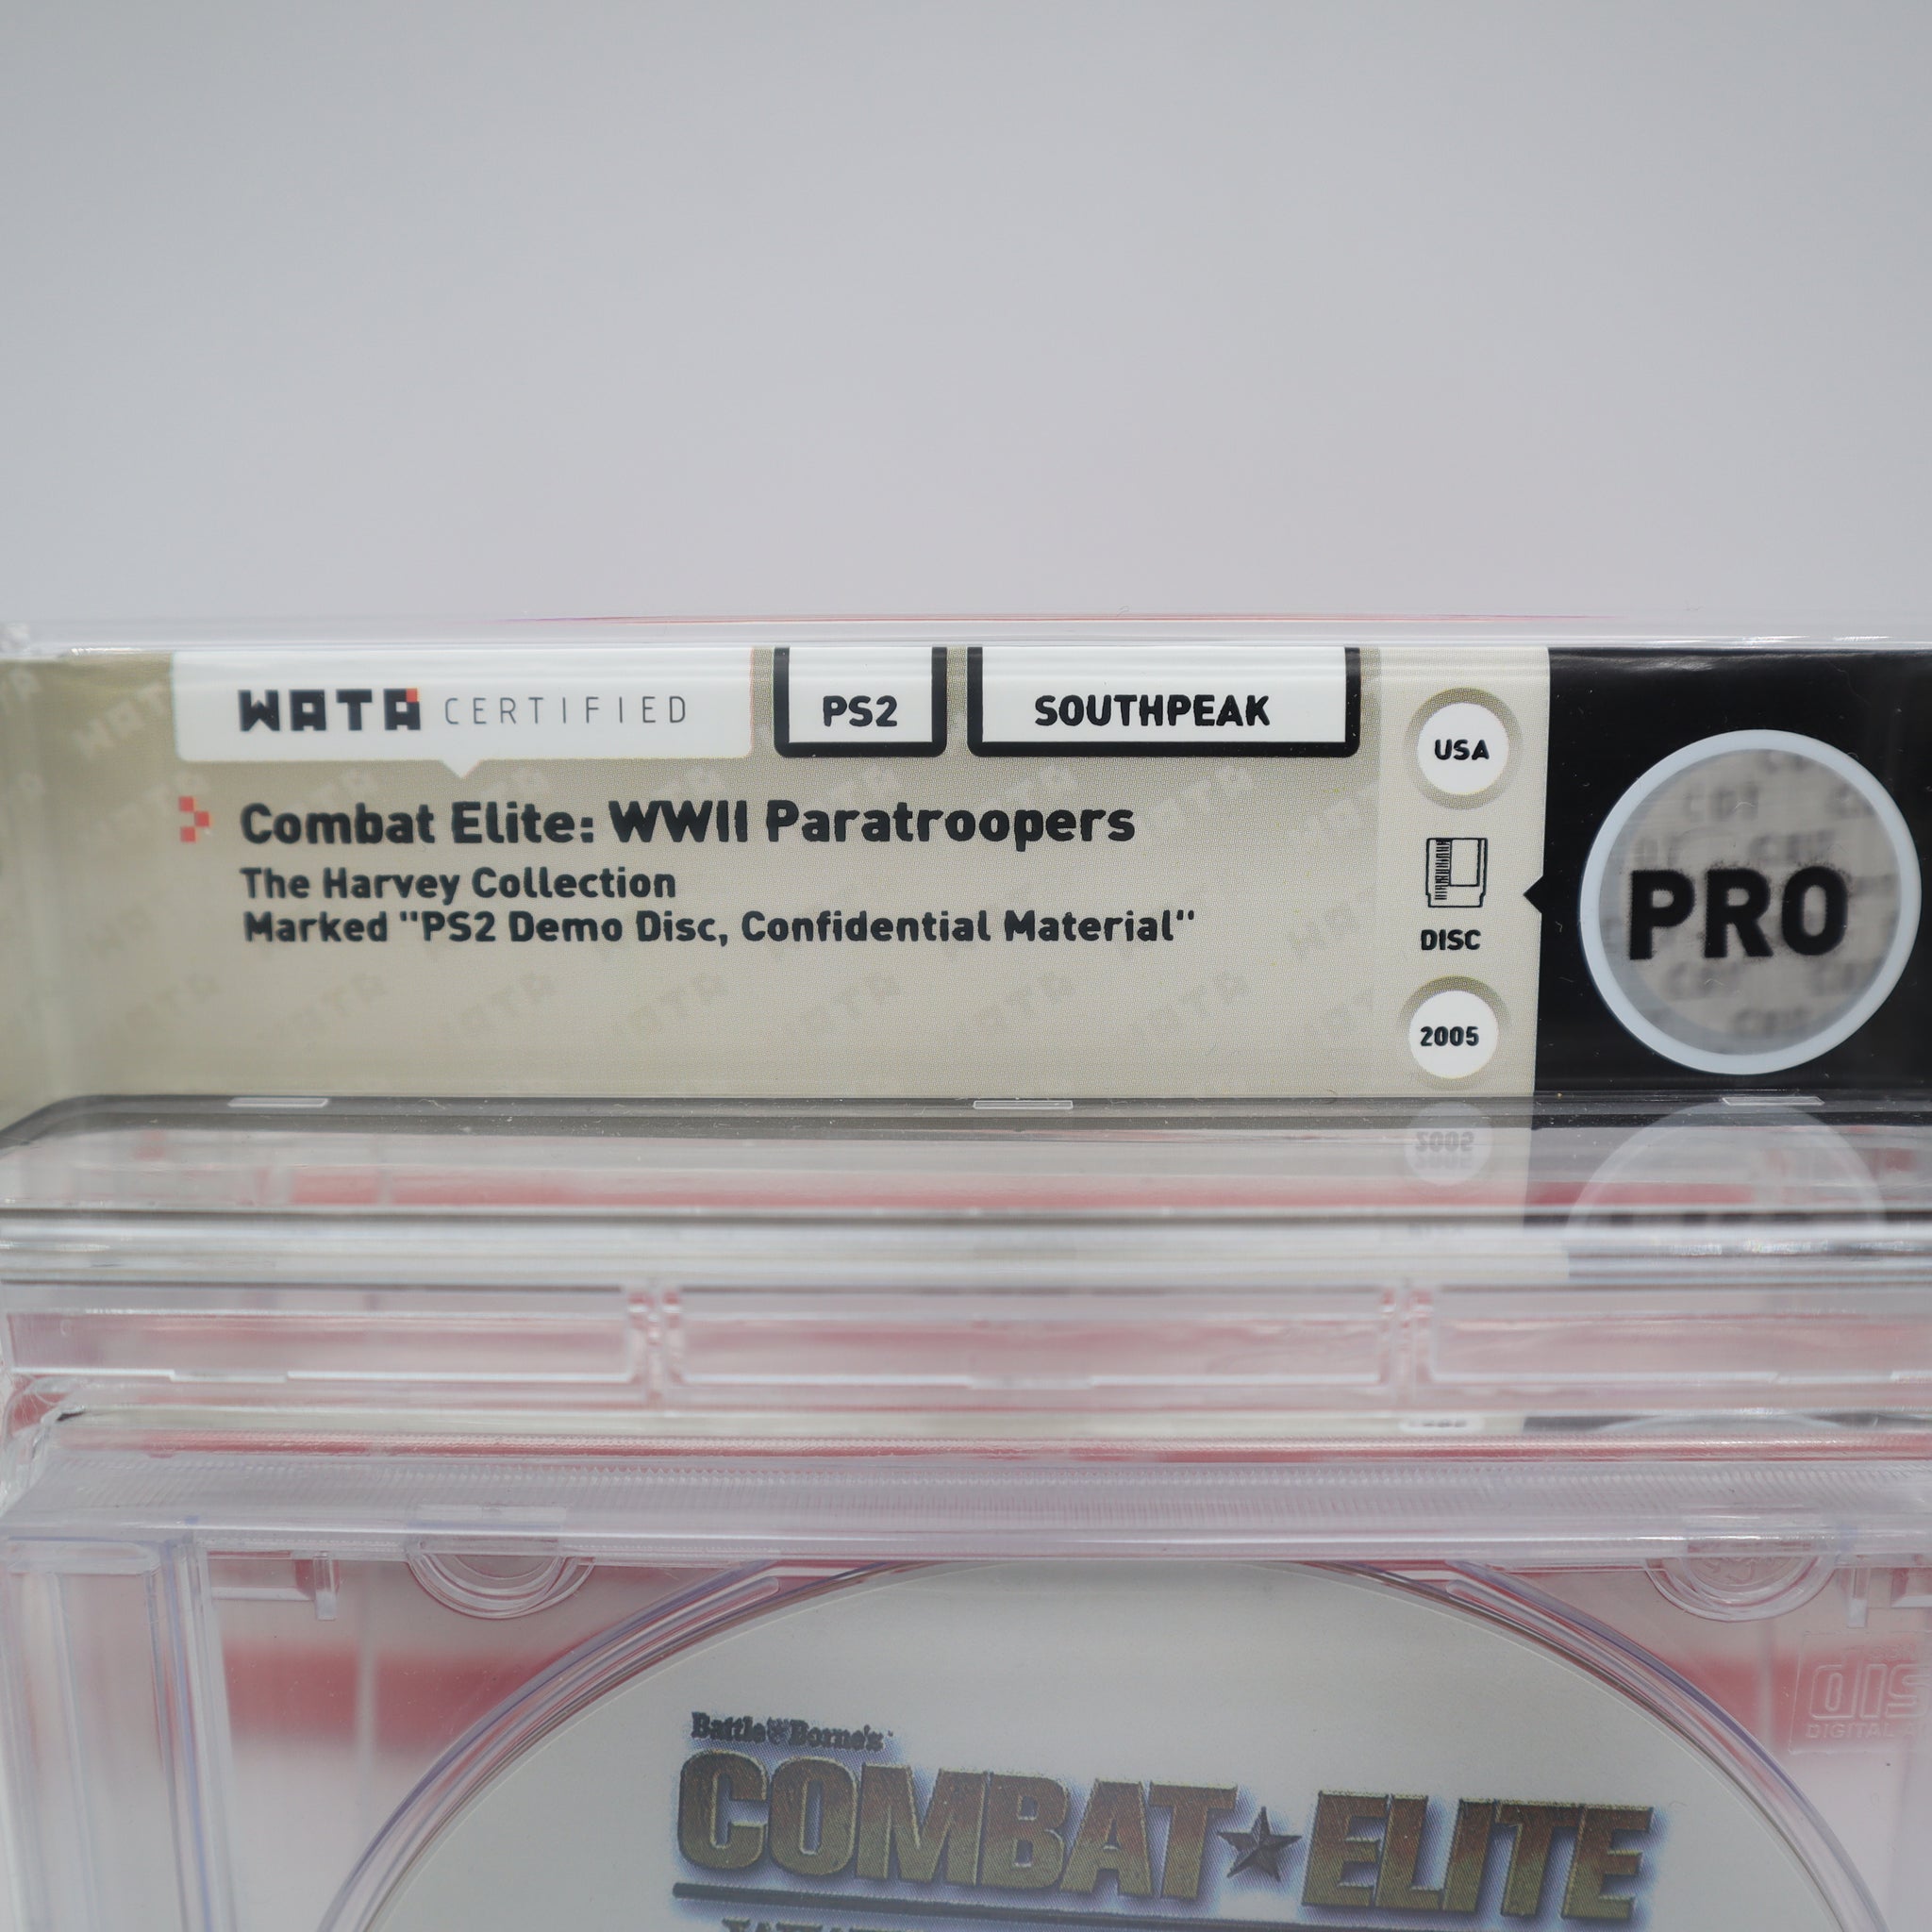 WATA CERTIFIED
PS2
SOUTHPEAK
USA
Combat Elite: WWII Paratroopers
The Harvey Collection
Marked "PS2 Demo Disc, Confidential Material"
DISC
2005
PRO
Battle Borne's
COMBAT ELITE
DIGITAL